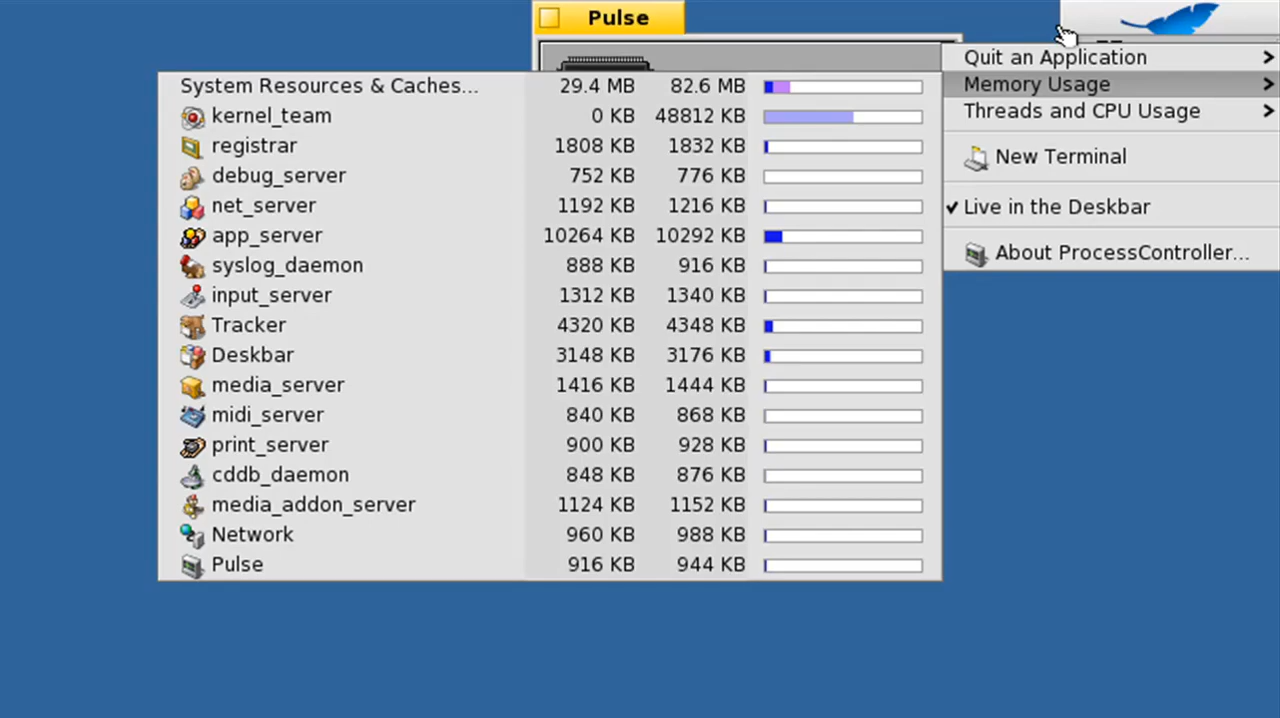 Pulse
Quit an Application
Memory Usage
Threads and CPU Usage
New Terminal
Live in the Deskbar
About ProcessController...
System Resources & Caches... 29.4 MB 82.6 MB
kernel_team 0 KB 48812 KB
registrar 1808 KB 1832 KB
debug_server 752 KB 776 KB
net_server 1192 KB 1216 KB
app_server 10264 KB 10292 KB
syslog_daemon 888 KB 916 KB
input_server 1312 KB 1340 KB
Tracker 4320 KB 4348 KB
Deskbar 3148 KB 3176 KB
media_server 1416 KB 1444 KB
midi_server 840 KB 868 KB
print_server 900 KB 928 KB
cddb_daemon 848 KB 876 KB
media_addon_server 1124 KB 1152 KB
Network 960 KB 988 KB
Pulse 916 KB 944 KB